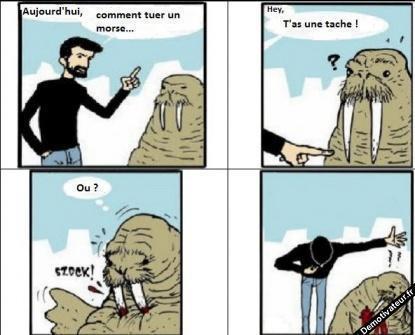 Aujourd'hui,
comment tuer un
morse...
Hey,
T'as une tache !
?
Ou ?
SZOCK!
Demotivateur.fr